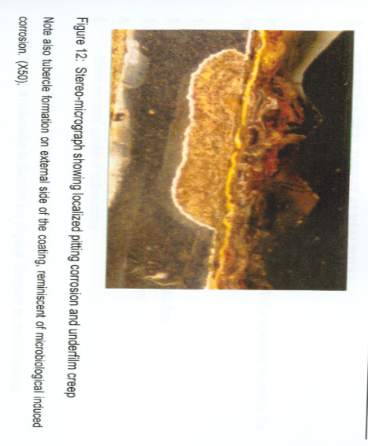 Figure 12: Stereo-micrograph showing localized pitting corrosion and underfilm creep
Note also tubercle formation on external side of the coating, reminiscent of microbiological induced
corrosion. (X50).